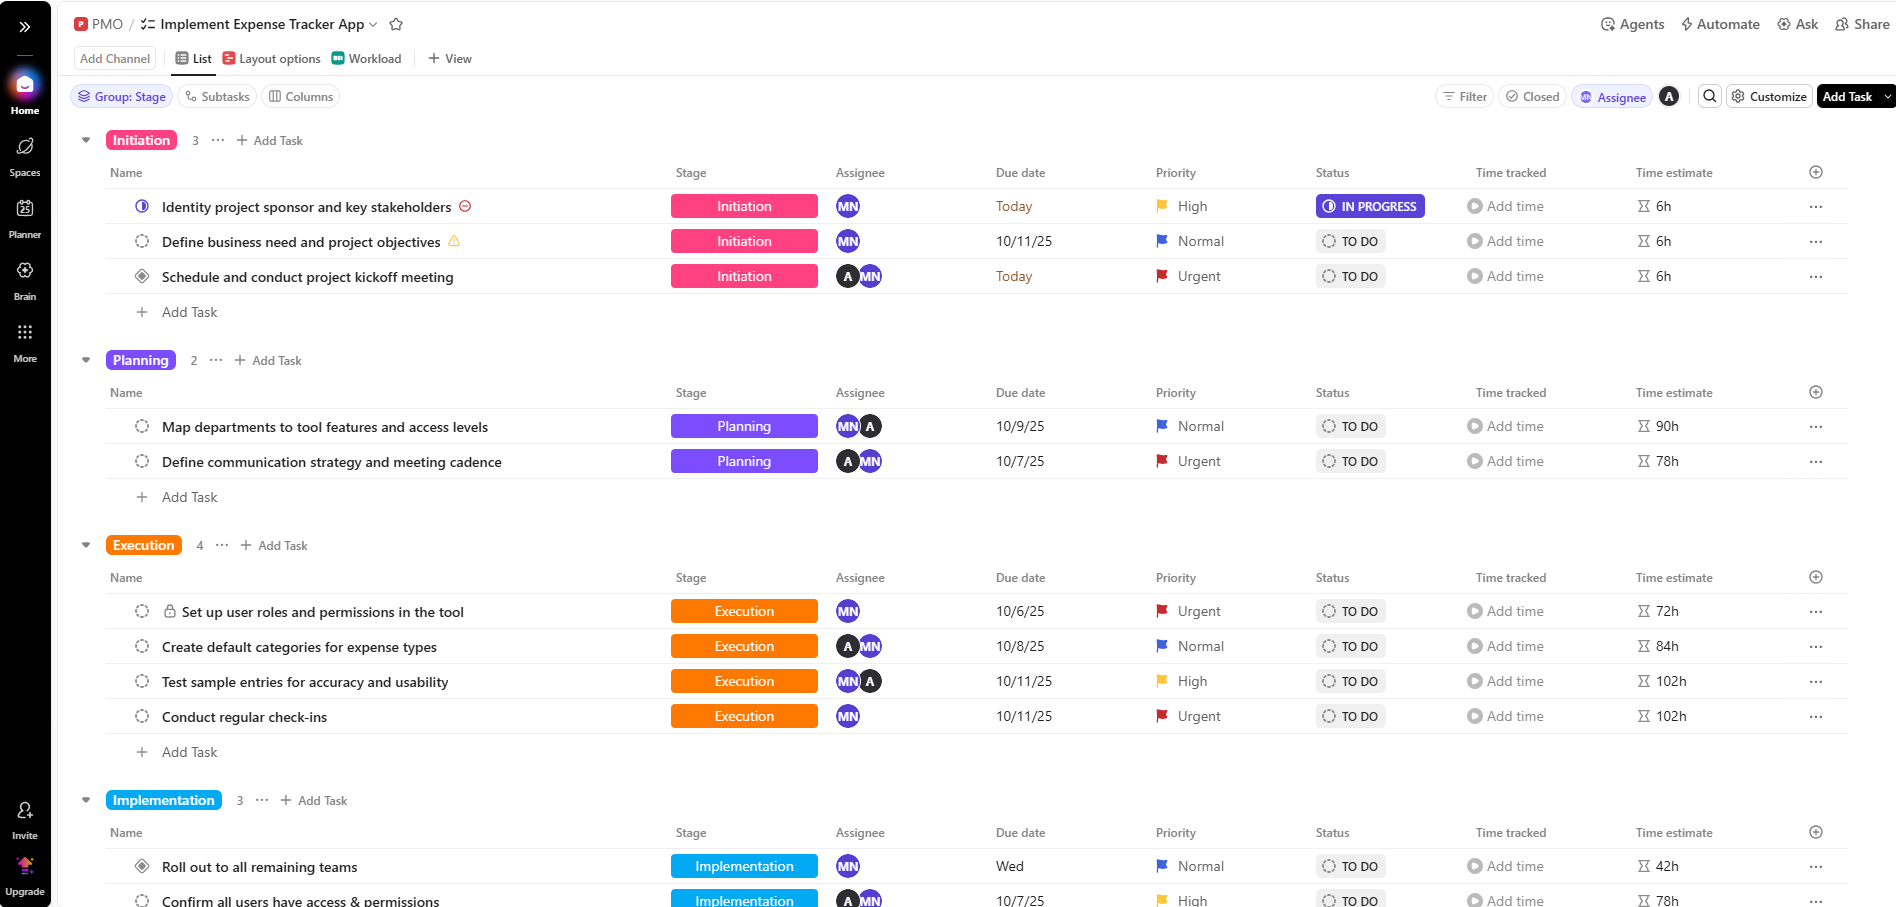 PMO / Implement Expense Tracker App
Agents Automate Ask Share
Add Channel List Layout options Workload + View
Group: Stage Subtasks Columns
Filter Closed MN Assignee A Customize Add Task
Home
Spaces
25
Planner
Brain
More
Invite
Upgrade
Initiation 3 ... + Add Task
Name Stage Assignee Due date Priority Status Time tracked Time estimate
Identity project sponsor and key stakeholders Initiation MN Today High IN PROGRESS Add time 6h ...
Define business need and project objectives Initiation MN 10/11/25 Normal TO DO Add time 6h ...
Schedule and conduct project kickoff meeting Initiation A MN Today Urgent TO DO Add time 6h ...
+ Add Task
Planning 2 ... + Add Task
Name Stage Assignee Due date Priority Status Time tracked Time estimate
Map departments to tool features and access levels Planning MN A 10/9/25 Normal TO DO Add time 90h ...
Define communication strategy and meeting cadence Planning A MN 10/7/25 Urgent TO DO Add time 78h ...
+ Add Task
Execution 4 ... + Add Task
Name Stage Assignee Due date Priority Status Time tracked Time estimate
Set up user roles and permissions in the tool Execution MN 10/6/25 Urgent TO DO Add time 72h ...
Create default categories for expense types Execution A MN 10/8/25 Normal TO DO Add time 84h ...
Test sample entries for accuracy and usability Execution MN A 10/11/25 High TO DO Add time 102h ...
Conduct regular check-ins Execution MN 10/11/25 Urgent TO DO Add time 102h ...
+ Add Task
Implementation 3 ... + Add Task
Name Stage Assignee Due date Priority Status Time tracked Time estimate
Roll out to all remaining teams Implementation MN Wed Normal TO DO Add time 42h ...
Confirm all users have access & permissions Implementation A MN 10/7/25 High TO DO Add time 78h ...